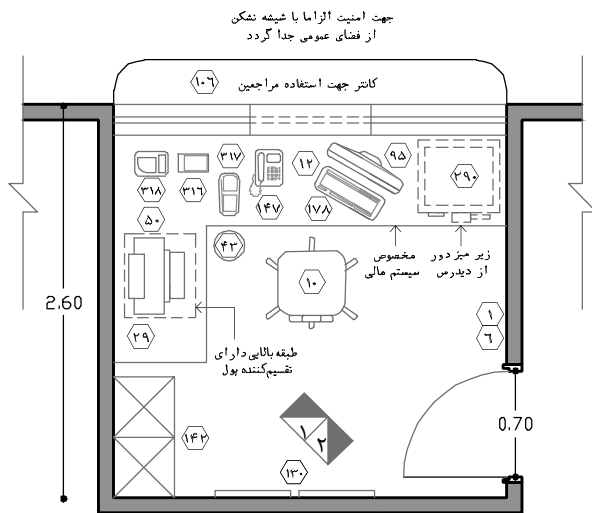 جهت امنیت الزاما با شیشه نشکن
از فضای عمومی جدا گردد
کانتر جهت استفاده مراجعین
۱۰۶
۳۱۸
۳۱۶
۳۱۷
۱۴۷
۱۲
۱۷۸
۹۵
۲۹۰
۵۰
۴۳
۱۰
مخصوص
سیستم مالی
زیر میز دور
از دیدرس
۲۹
طبقه بالایی دارای
تقسیم‌کننده پول
۱
۶
2.60
0.70
۱۴۲
۱
۲
۱۳۰